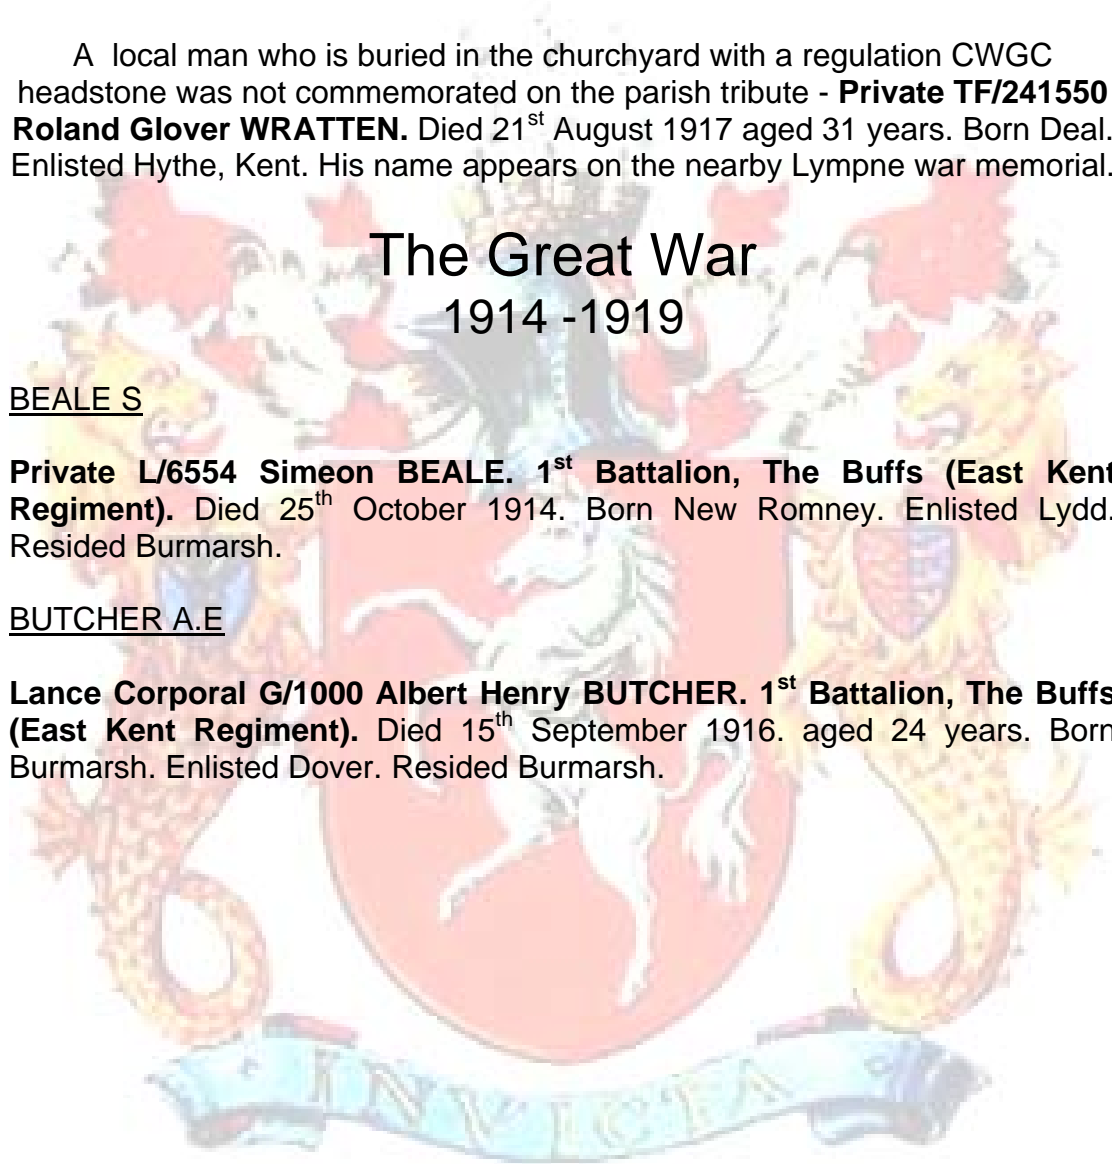 A local man who is buried in the churchyard with a regulation CWGC
headstone was not commemorated on the parish tribute - Private TF/241550
Roland Glover WRATTEN. Died 21st August 1917 aged 31 years. Born Deal.
Enlisted Hythe, Kent. His name appears on the nearby Lympne war memorial.
The Great War
1914 -1919
BEALE S
Private L/6554 Simeon BEALE. 1st Battalion, The Buffs (East Kent
Regiment). Died 25th October 1914. Born New Romney. Enlisted Lydd.
Resided Burmarsh.
BUTCHER A.E
Lance Corporal G/1000 Albert Henry BUTCHER. 1st Battalion, The Buffs
(East Kent Regiment). Died 15th September 1916. aged 24 years. Born
Burmarsh. Enlisted Dover. Resided Burmarsh.
INVICTA